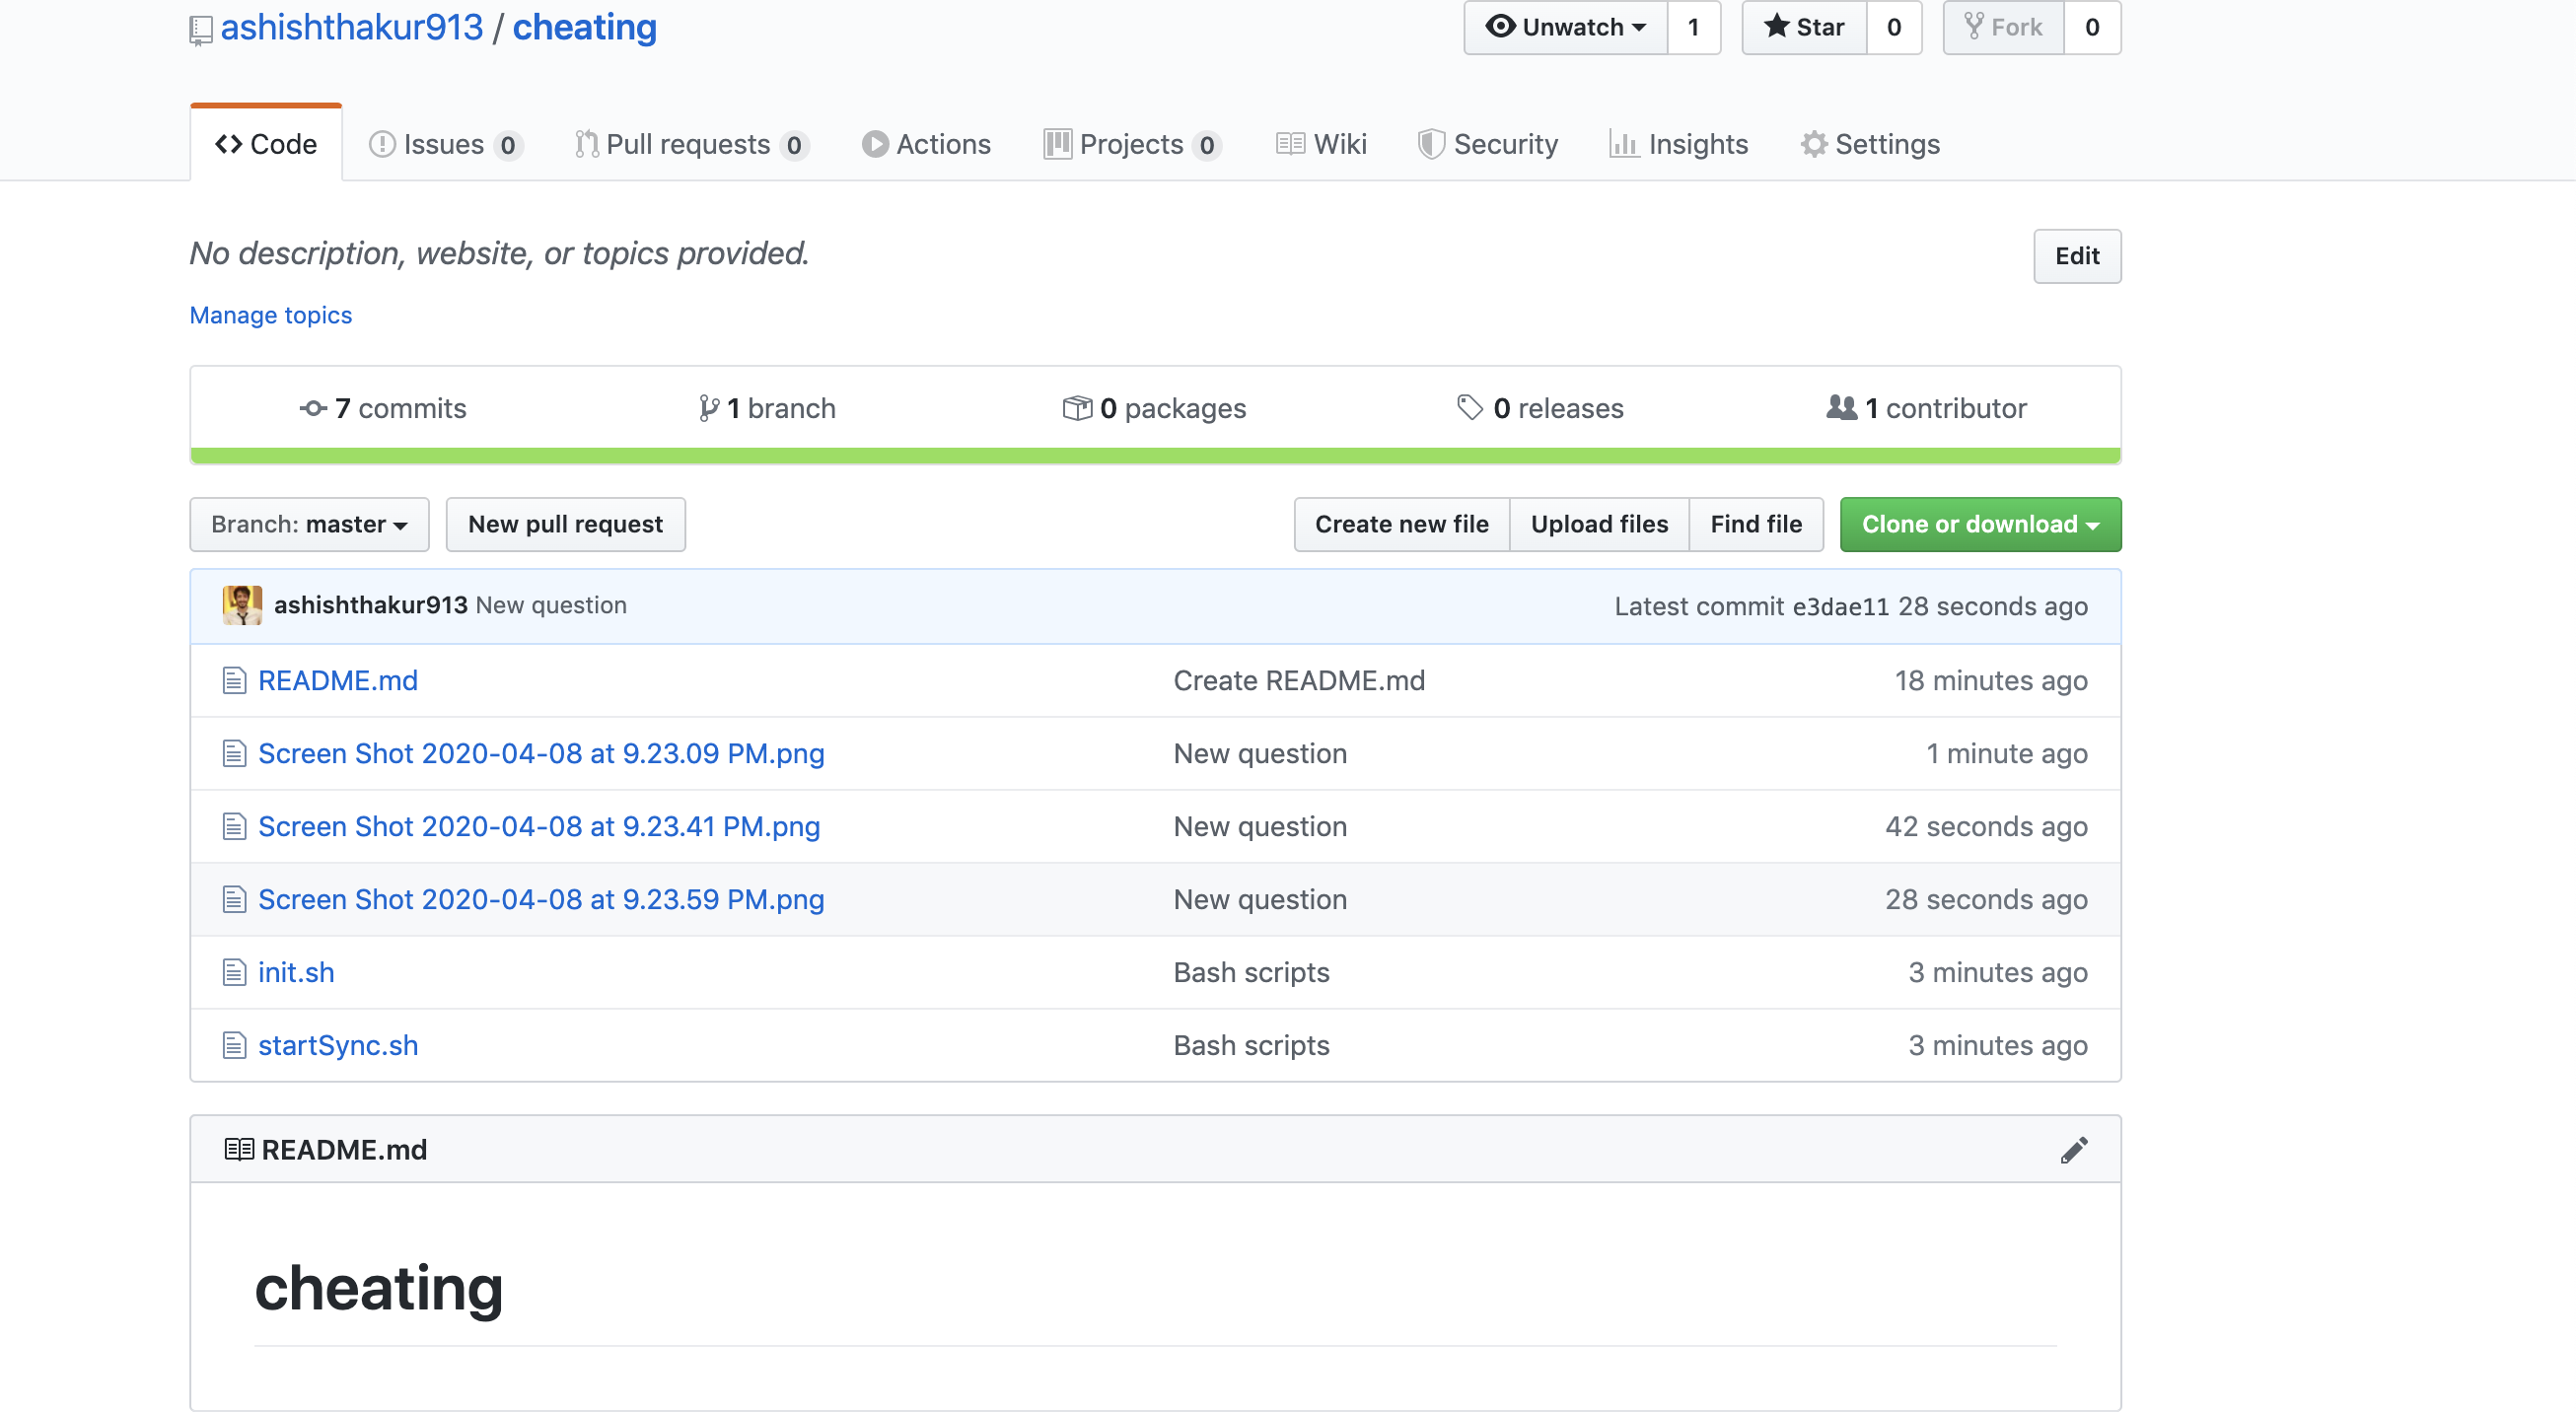 ashishthakur913 / cheating
Unwatch 1 Star 0 Fork 0
Code Issues 0 Pull requests 0 Actions Projects 0 Wiki Security Insights Settings
No description, website, or topics provided. Edit
Manage topics
7 commits 1 branch 0 packages 0 releases 1 contributor
Branch: master New pull request Create new file Upload files Find file Clone or download
ashishthakur913 New question Latest commit e3dae11 28 seconds ago
README.md Create README.md 18 minutes ago
Screen Shot 2020-04-08 at 9.23.09 PM.png New question 1 minute ago
Screen Shot 2020-04-08 at 9.23.41 PM.png New question 42 seconds ago
Screen Shot 2020-04-08 at 9.23.59 PM.png New question 28 seconds ago
init.sh Bash scripts 3 minutes ago
startSync.sh Bash scripts 3 minutes ago
README.md
cheating